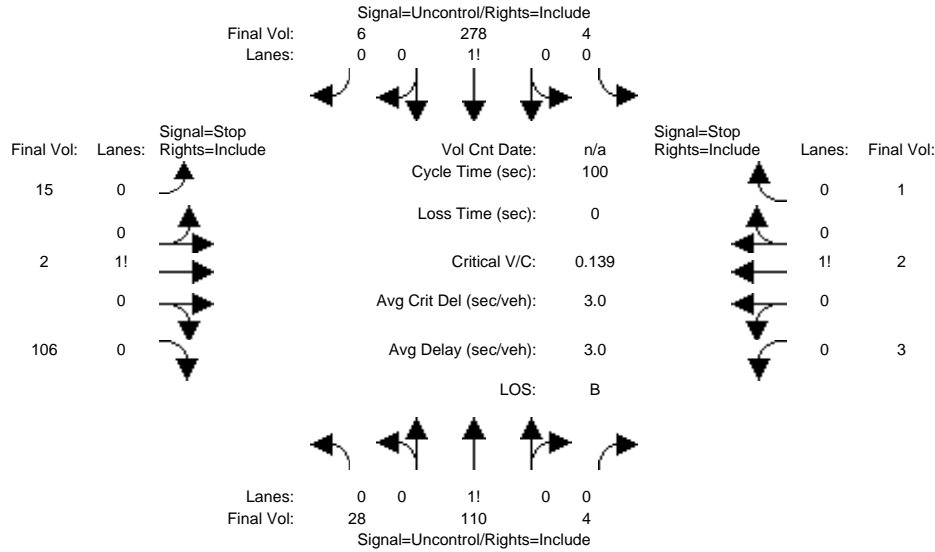 Signal=Uncontrol/Rights=Include
Final Vol: 6 278 4
Lanes: 0 0 1! 0 0
Signal=Stop Signal=Stop
Final Vol: Lanes: Rights=Include Vol Cnt Date: n/a Rights=Include Lanes: Final Vol:
Cycle Time (sec): 100
15 0 0 1
Loss Time (sec): 0
0 0
2 1! Critical V/C: 0.139 1! 2
0 Avg Crit Del (sec/veh): 3.0 0
106 0 Avg Delay (sec/veh): 3.0 0 3
LOS: B
Lanes: 0 0 1! 0 0
Final Vol: 28 110 4
Signal=Uncontrol/Rights=Include